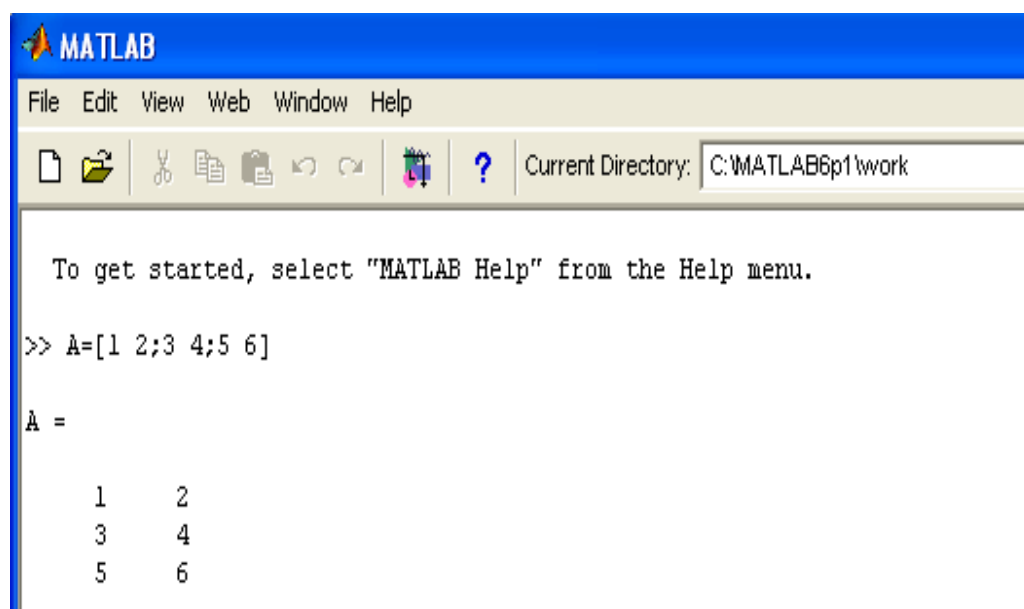 MATLAB
File Edit View Web Window Help
? Current Directory: C:\MATLAB6p1\work
To get started, select "MATLAB Help" from the Help menu.
>> A=[1 2;3 4;5 6]
A =
1 2
3 4
5 6